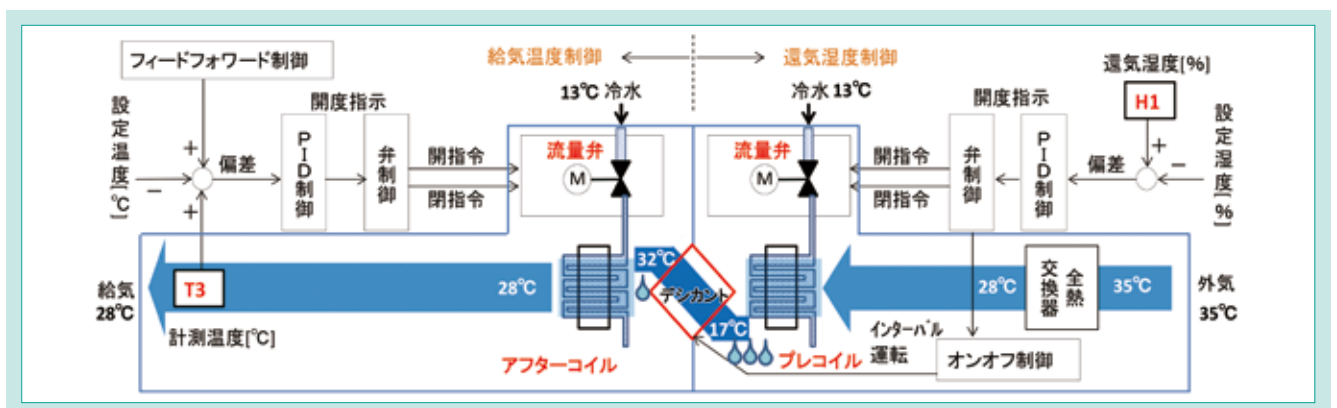 フィードフォワード制御
給気温度制御
還気湿度制御
還気湿度[%]
H1
13℃ 冷水
冷水 13℃
開度指示
開度指示
設定温度[℃]
設定湿度[%]
+
−
+
偏差
PID制御
弁制御
開指令
閉指令
流量弁
M
流量弁
M
開指令
閉指令
弁制御
PID制御
偏差
+
−
給気
28℃
T3
計測温度[℃]
28℃
32℃
デシカント
17℃
28℃
全熱交換器
35℃
外気
35℃
アフターコイル
プレコイル
インターバル
運転
オンオフ制御